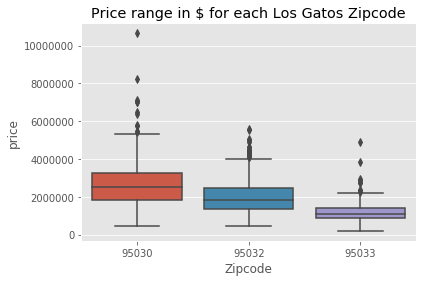 Price range in $ for each Los Gatos Zipcode
10000000
8000000
6000000
4000000
2000000
0
price
95030 95032 95033
Zipcode